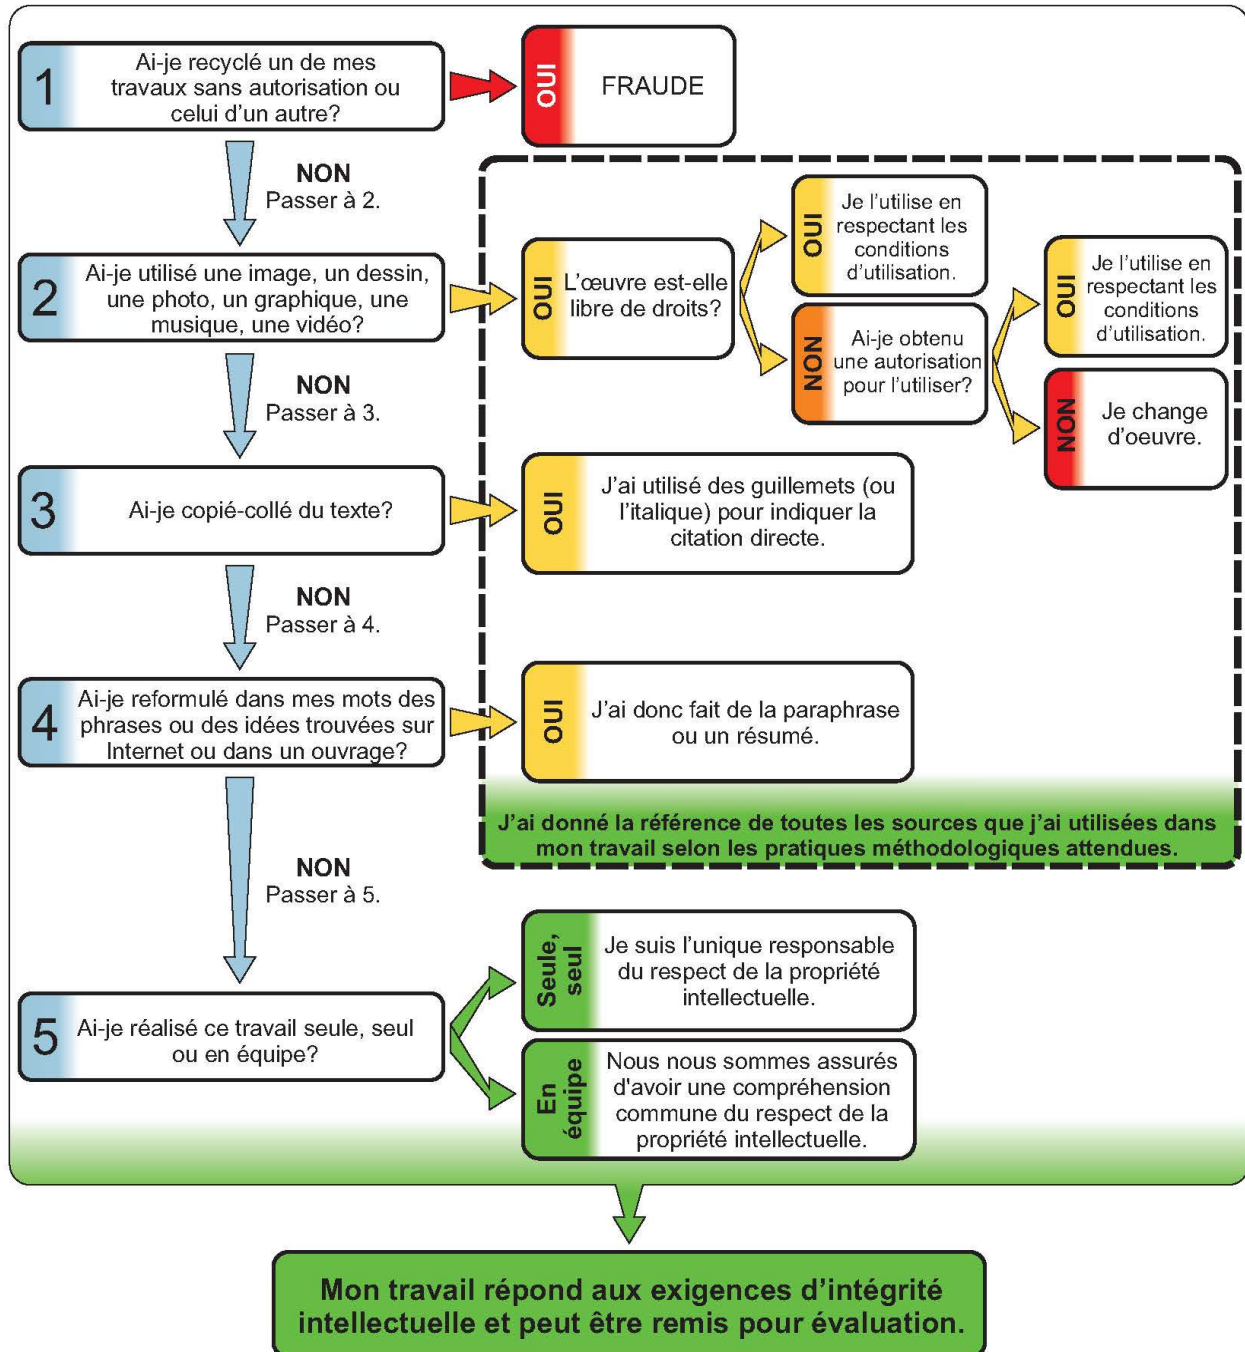 1
Ai-je recyclé un de mes
travaux sans autorisation ou
celui d'un autre?
OUI
FRAUDE
NON
Passer à 2.
2
Ai-je utilisé une image, un dessin,
une photo, un graphique, une
musique, une vidéo?
OUI
L'œuvre est-elle
libre de droits?
OUI
Je l'utilise en
respectant les
conditions
d'utilisation.
NON
Ai-je obtenu
une autorisation
pour l'utiliser?
OUI
Je l'utilise en
respectant les
conditions
d'utilisation.
NON
Je change
d'oeuvre.
NON
Passer à 3.
3
Ai-je copié-collé du texte?
OUI
J'ai utilisé des guillemets (ou
l'italique) pour indiquer la
citation directe.
NON
Passer à 4.
4
Ai-je reformulé dans mes mots des
phrases ou des idées trouvées sur
Internet ou dans un ouvrage?
OUI
J'ai donc fait de la paraphrase
ou un résumé.
J'ai donné la référence de toutes les sources que j'ai utilisées dans
mon travail selon les pratiques méthodologiques attendues.
NON
Passer à 5.
5
Ai-je réalisé ce travail seule, seul
ou en équipe?
Seule,
seul
Je suis l'unique responsable
du respect de la propriété
intellectuelle.
En
équipe
Nous nous sommes assurés
d'avoir une compréhension
commune du respect de la
propriété intellectuelle.
Mon travail répond aux exigences d'intégrité
intellectuelle et peut être remis pour évaluation.